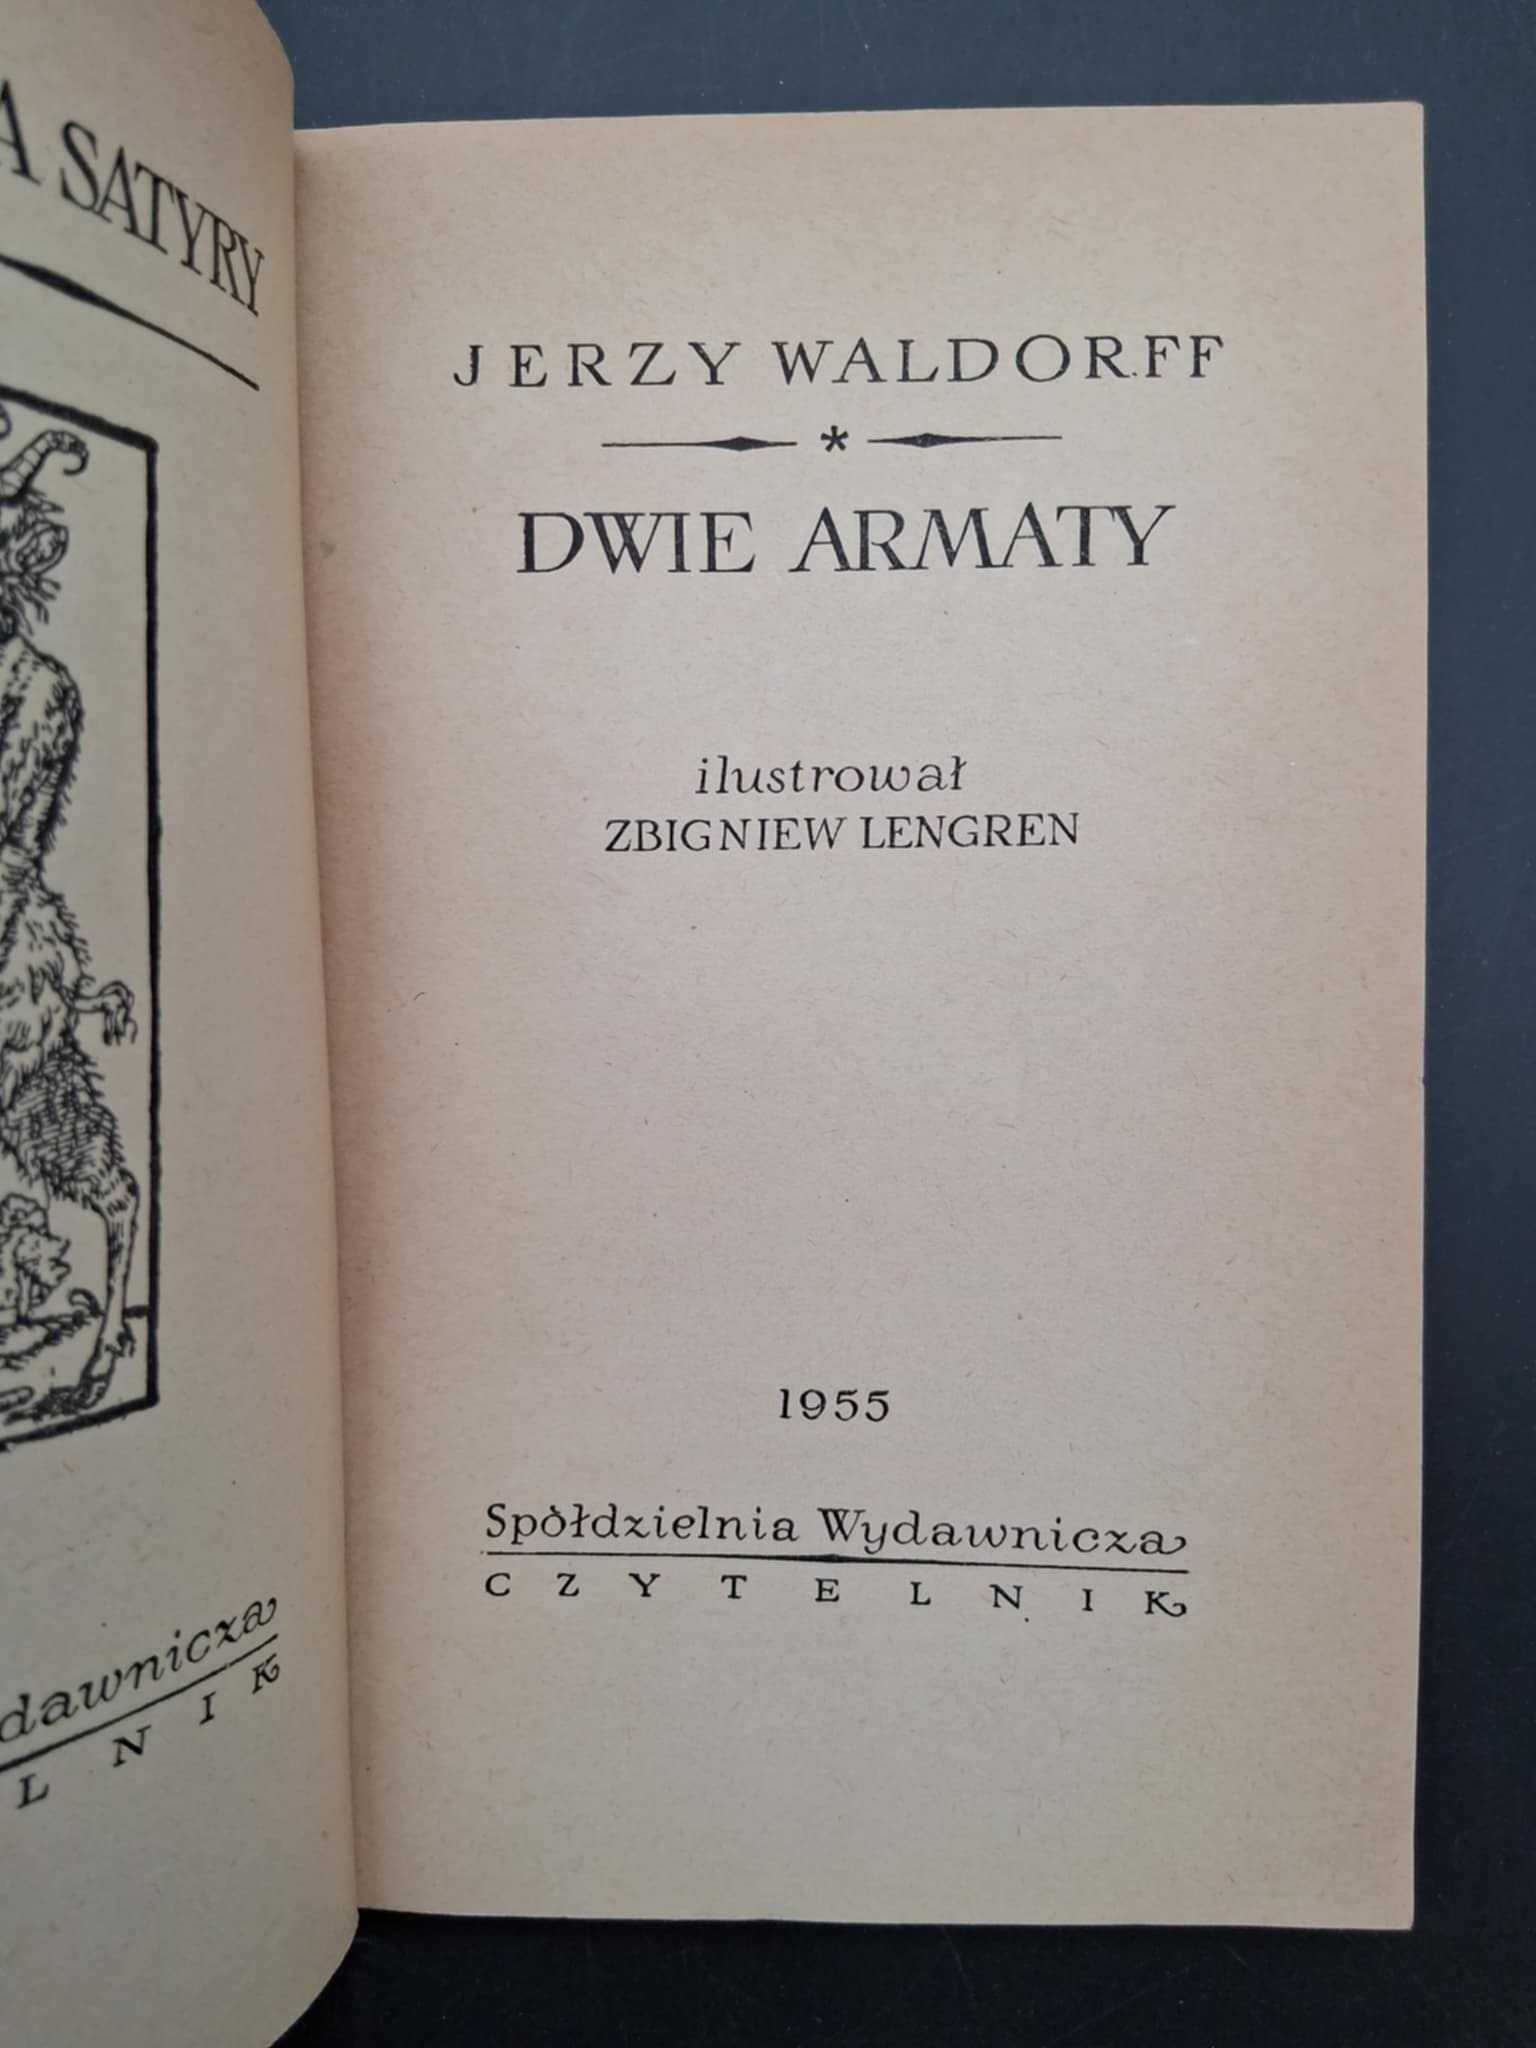 SATYRY
L N I K
JERZY WALDORFF
*
DWIE ARMATY
ilustrował
ZBIGNIEW LENGREN
1955
Spółdzielnia Wydawnicza
CZYTELNIK